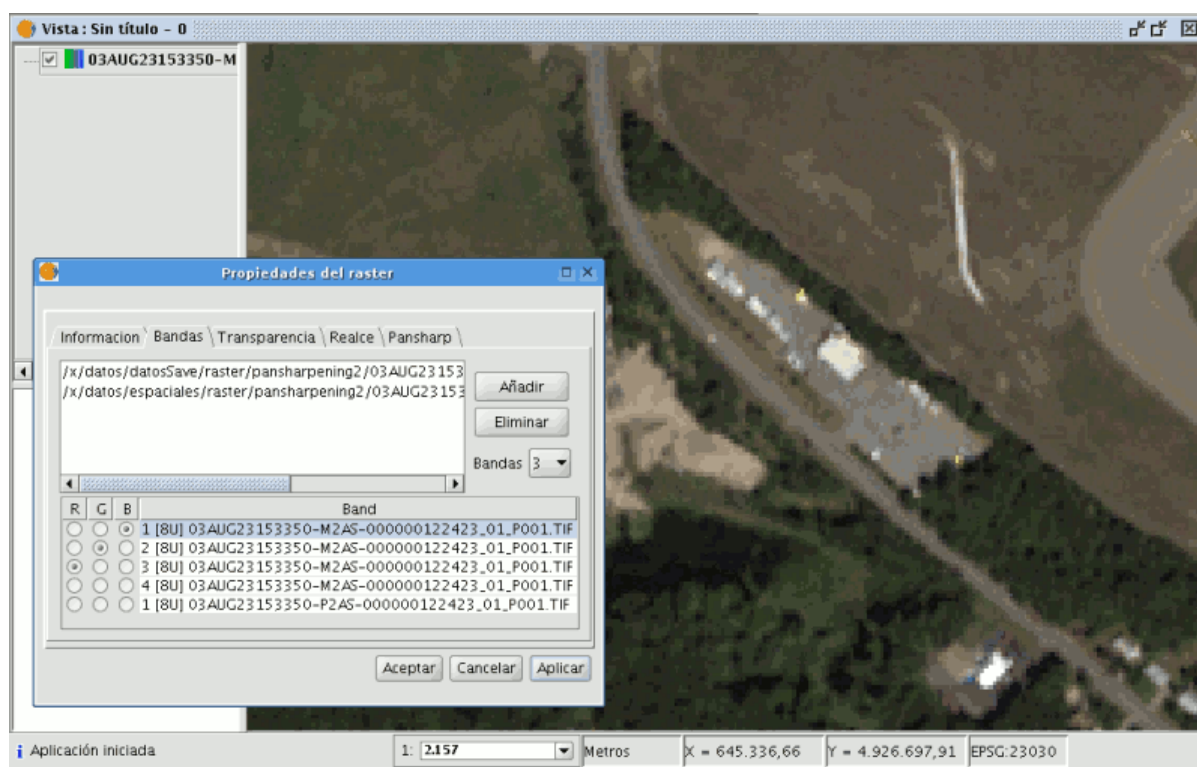 Vista : Sin título - 0
03AUG23153350-M
Propiedades del raster
Informacion Bandas Transparencia Realce Pansharp
/x/datos/datosSave/raster/pansharpening2/03AUG23153
/x/datos/espaciales/raster/pansharpening2/03AUG23153
Añadir
Eliminar
Bandas 3
R G B Band
1 [8U] 03AUG23153350-M2AS-000000122423_01_P001.TIF
2 [8U] 03AUG23153350-M2AS-000000122423_01_P001.TIF
3 [8U] 03AUG23153350-M2AS-000000122423_01_P001.TIF
4 [8U] 03AUG23153350-M2AS-000000122423_01_P001.TIF
1 [8U] 03AUG23153350-P2AS-000000122423_01_P001.TIF
Aceptar Cancelar Aplicar
Aplicación iniciada 1: 2.157 Metros X = 645.336,66 Y = 4.926.697,91 EPSG:23030